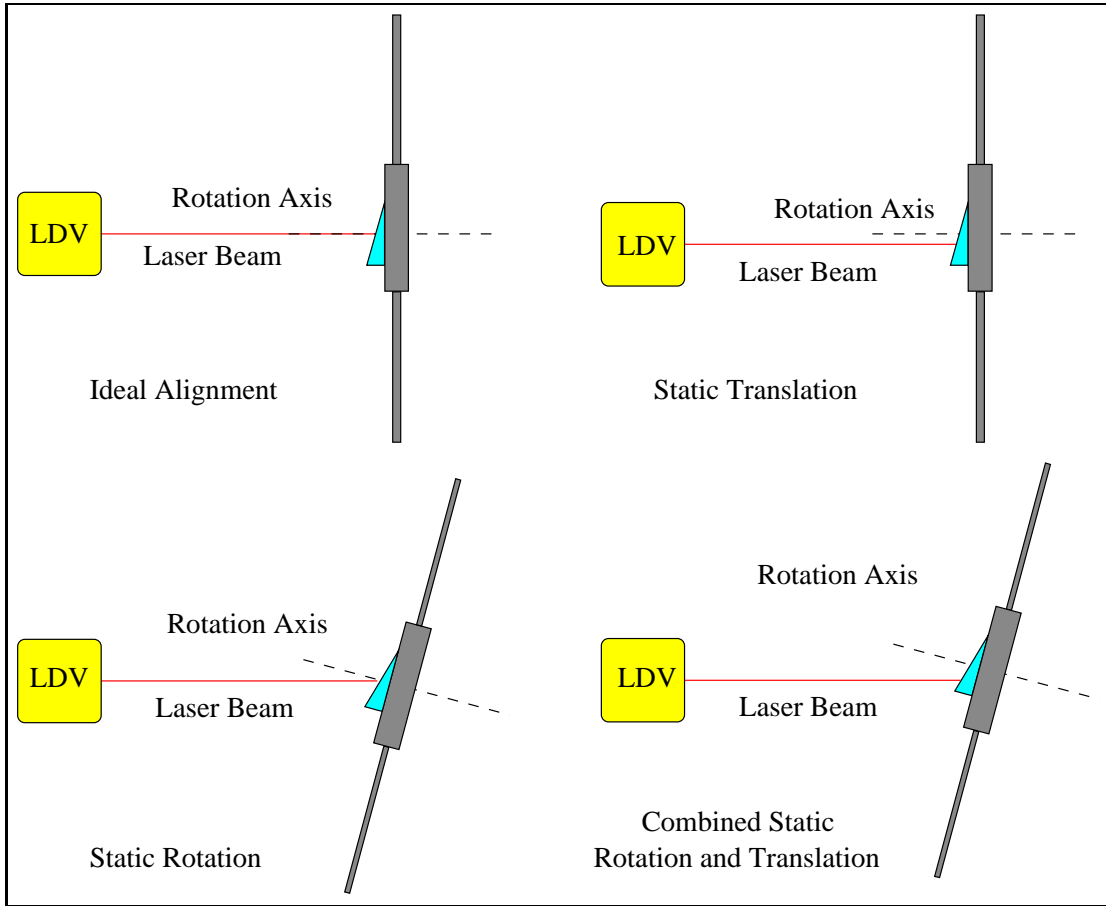 Rotation Axis
LDV
Laser Beam
Ideal Alignment
Rotation Axis
LDV
Laser Beam
Static Translation
Rotation Axis
LDV
Laser Beam
Static Rotation
Rotation Axis
LDV
Laser Beam
Combined Static
Rotation and Translation